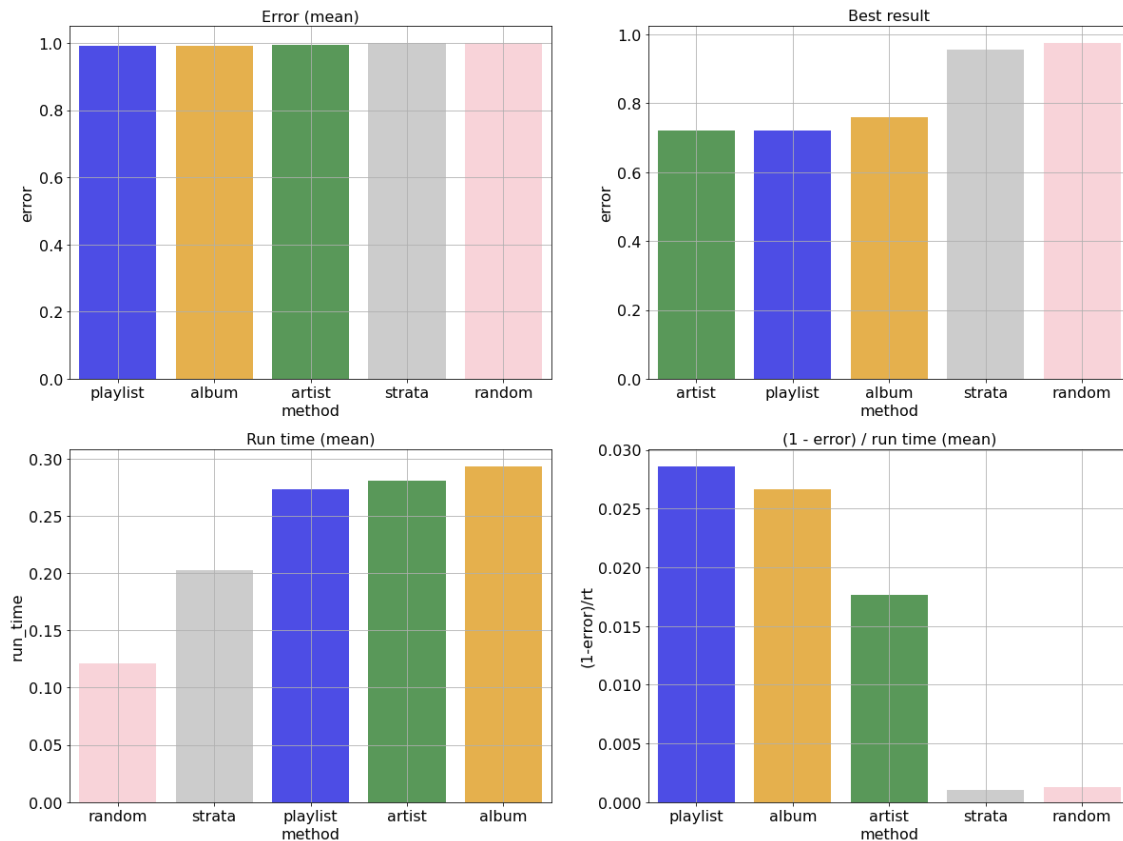 Error (mean)
error
1.0
0.8
0.6
0.4
0.2
0.0
playlist album artist strata random
method
Best result
error
1.0
0.8
0.6
0.4
0.2
0.0
artist playlist album strata random
method
Run time (mean)
run_time
0.30
0.25
0.20
0.15
0.10
0.05
0.00
random strata playlist artist album
method
(1 - error) / run time (mean)
(1-error)/rt
0.030
0.025
0.020
0.015
0.010
0.005
0.000
playlist album artist strata random
method